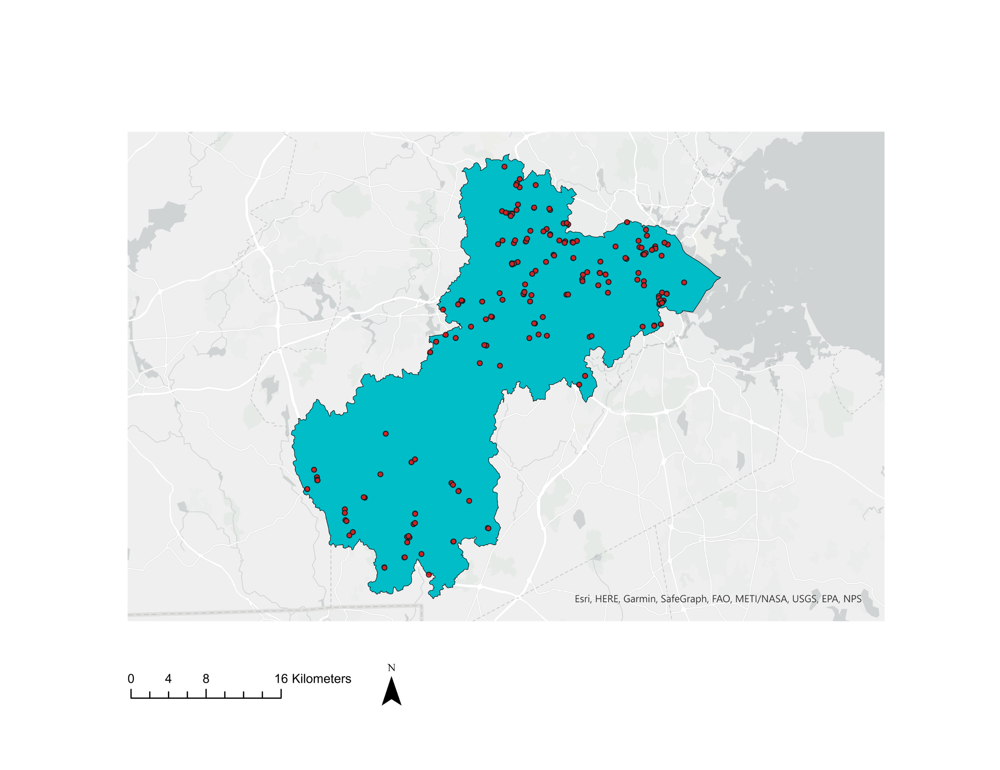 Esri, HERE, Garmin, SafeGraph, FAO, METI/NASA, USGS, EPA, NPS
0 4 8 16 Kilometers
N